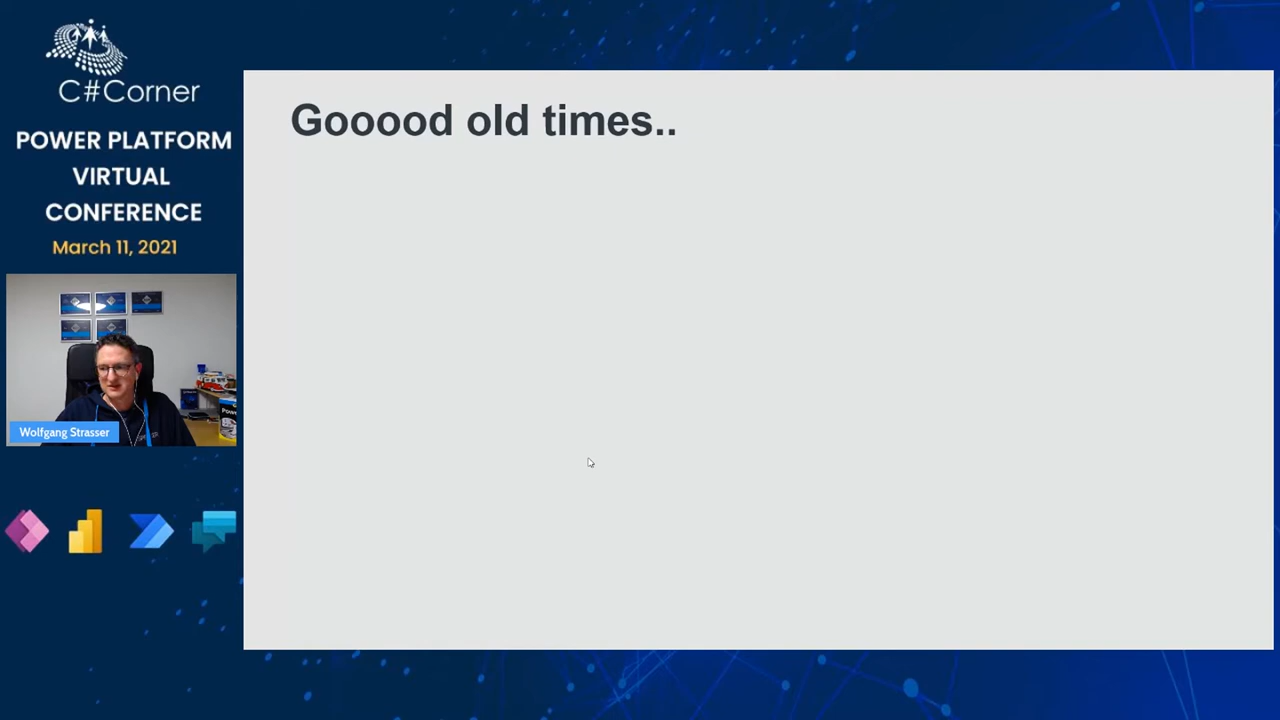 C#Corner
POWER PLATFORM
VIRTUAL
CONFERENCE
March 11, 2021
Wolfgang Strasser
Gooood old times..